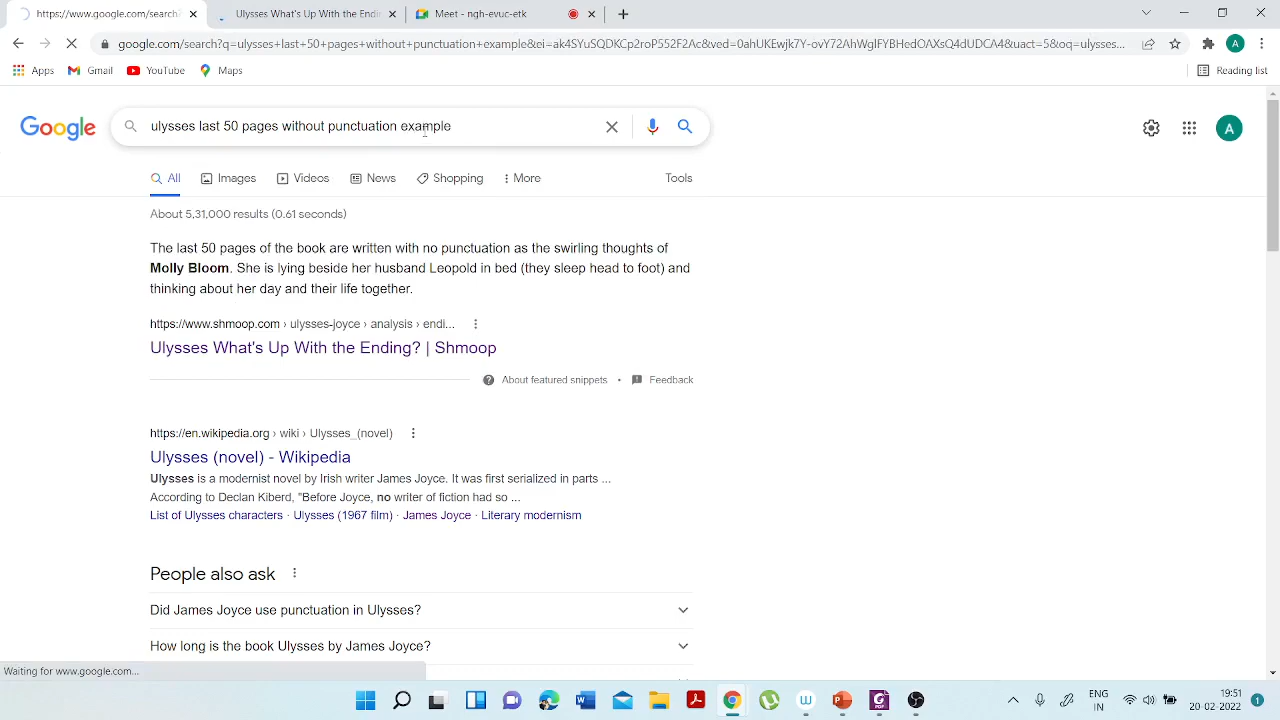 https://www.google.com/search?
Ulysses What's Up With the Endin
Meet - ngh-evuc-etk
google.com/search?q=ulysses+last+50+pages+without+punctuation+example&ei=ak4SYuSQDKCp2roP552F2Ac&ved=0ahUKEwjk7Y-ovY72AhWgIFYBHedOAXsQ4dUDCA4&uact=5&oq=ulysses...
Apps
Gmail
YouTube
Maps
Reading list
Google
ulysses last 50 pages without punctuation example
A
All
Images
Videos
News
Shopping
More
Tools
About 5,31,000 results (0.61 seconds)
The last 50 pages of the book are written with no punctuation as the swirling thoughts of
Molly Bloom. She is lying beside her husband Leopold in bed (they sleep head to foot) and
thinking about her day and their life together.
https://www.shmoop.com › ulysses-joyce › analysis › endi...
Ulysses What's Up With the Ending? | Shmoop
About featured snippets • Feedback
https://en.wikipedia.org › wiki › Ulysses_(novel)
Ulysses (novel) - Wikipedia
Ulysses is a modernist novel by Irish writer James Joyce. It was first serialized in parts ...
According to Declan Kiberd, "Before Joyce, no writer of fiction had so ...
List of Ulysses characters · Ulysses (1967 film) · James Joyce · Literary modernism
People also ask
Did James Joyce use punctuation in Ulysses?
How long is the book Ulysses by James Joyce?
Waiting for www.google.com...
ENG
IN
19:51
20-02-2022
1